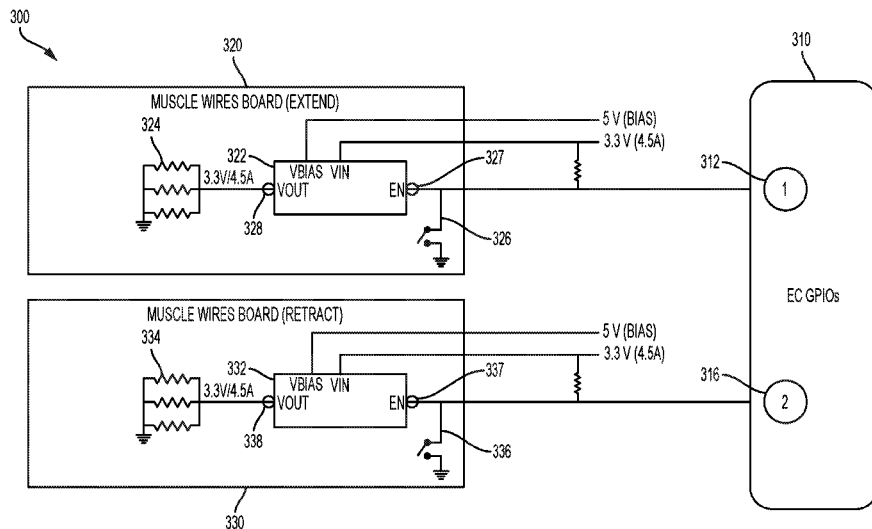 300
320
310
MUSCLE WIRES BOARD (EXTEND)
324
5 V (BIAS)
322
3.3 V (4.5A)
327
312
3.3V/4.5A
VBIAS VIN
VOUT
EN
1
328
326
EC GPIOs
MUSCLE WIRES BOARD (RETRACT)
334
5 V (BIAS)
332
3.3 V (4.5A)
337
316
3.3V/4.5A
VBIAS VIN
VOUT
EN
2
338
336
330